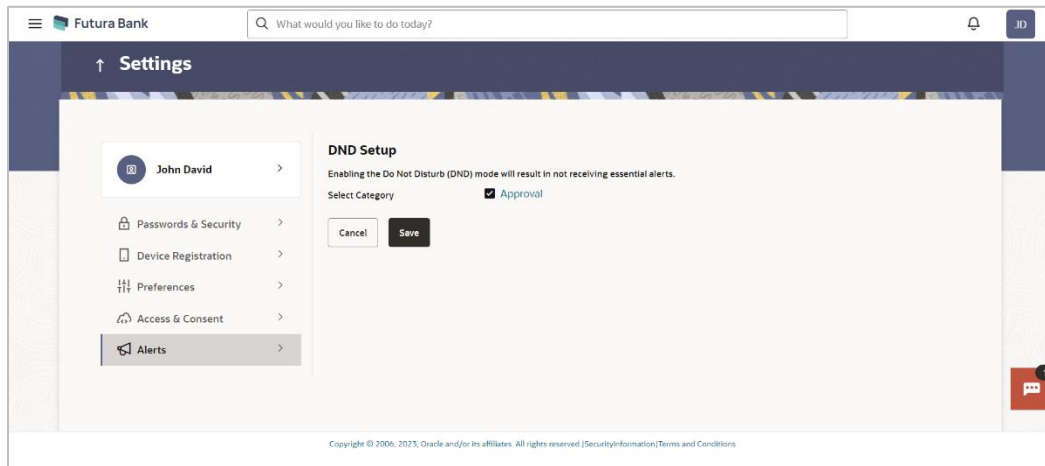 Futura Bank
What would you like to do today?
JD
Settings
John David
Passwords & Security
Device Registration
Preferences
Access & Consent
Alerts
DND Setup
Enabling the Do Not Disturb (DND) mode will result in not receiving essential alerts.
Select Category Approval
Cancel Save
Copyright © 2006, 2023, Oracle and/or its affiliates. All rights reserved.|SecurityInformation|Terms and Conditions